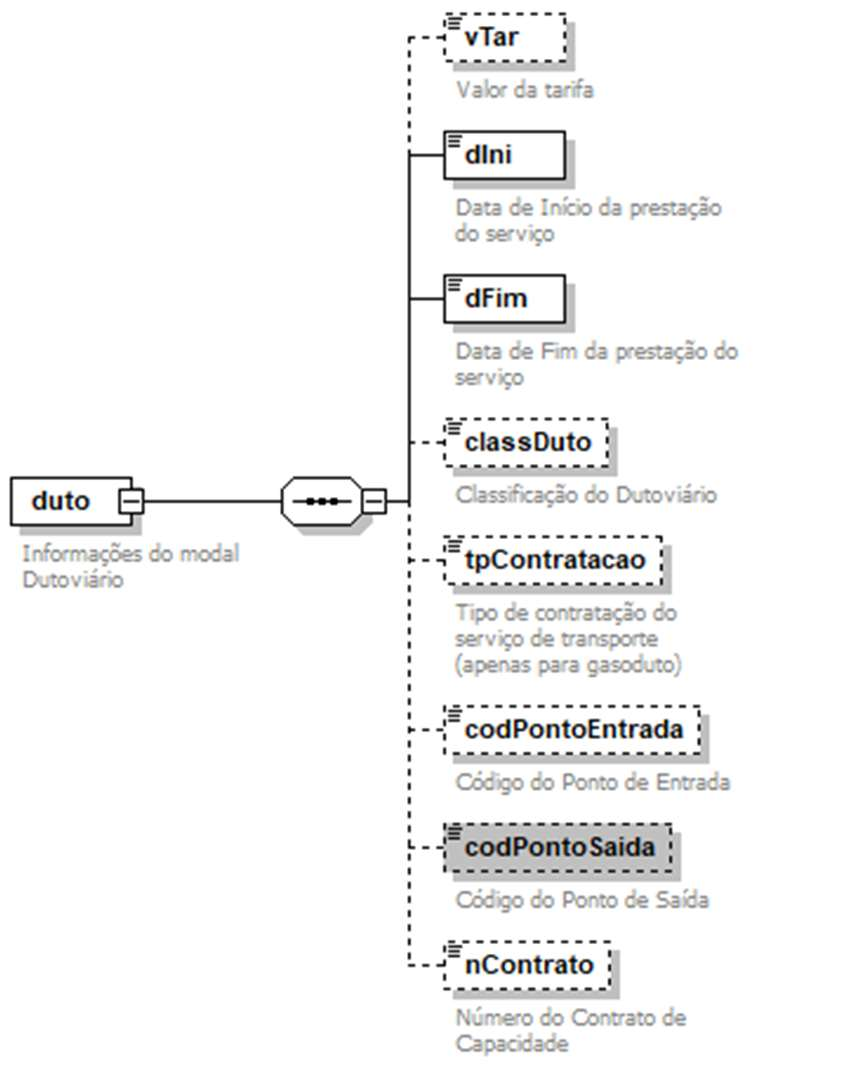 vTar
Valor da tarifa
dIni
Data de Início da prestação
do serviço
dFim
Data de Fim da prestação do
serviço
classDuto
Classificação do Dutoviário
duto
Informações do modal
Dutoviário
tpContratacao
Tipo de contratação do
serviço de transporte
(apenas para gasoduto)
codPontoEntrada
Código do Ponto de Entrada
codPontoSaida
Código do Ponto de Saída
nContrato
Número do Contrato de
Capacidade